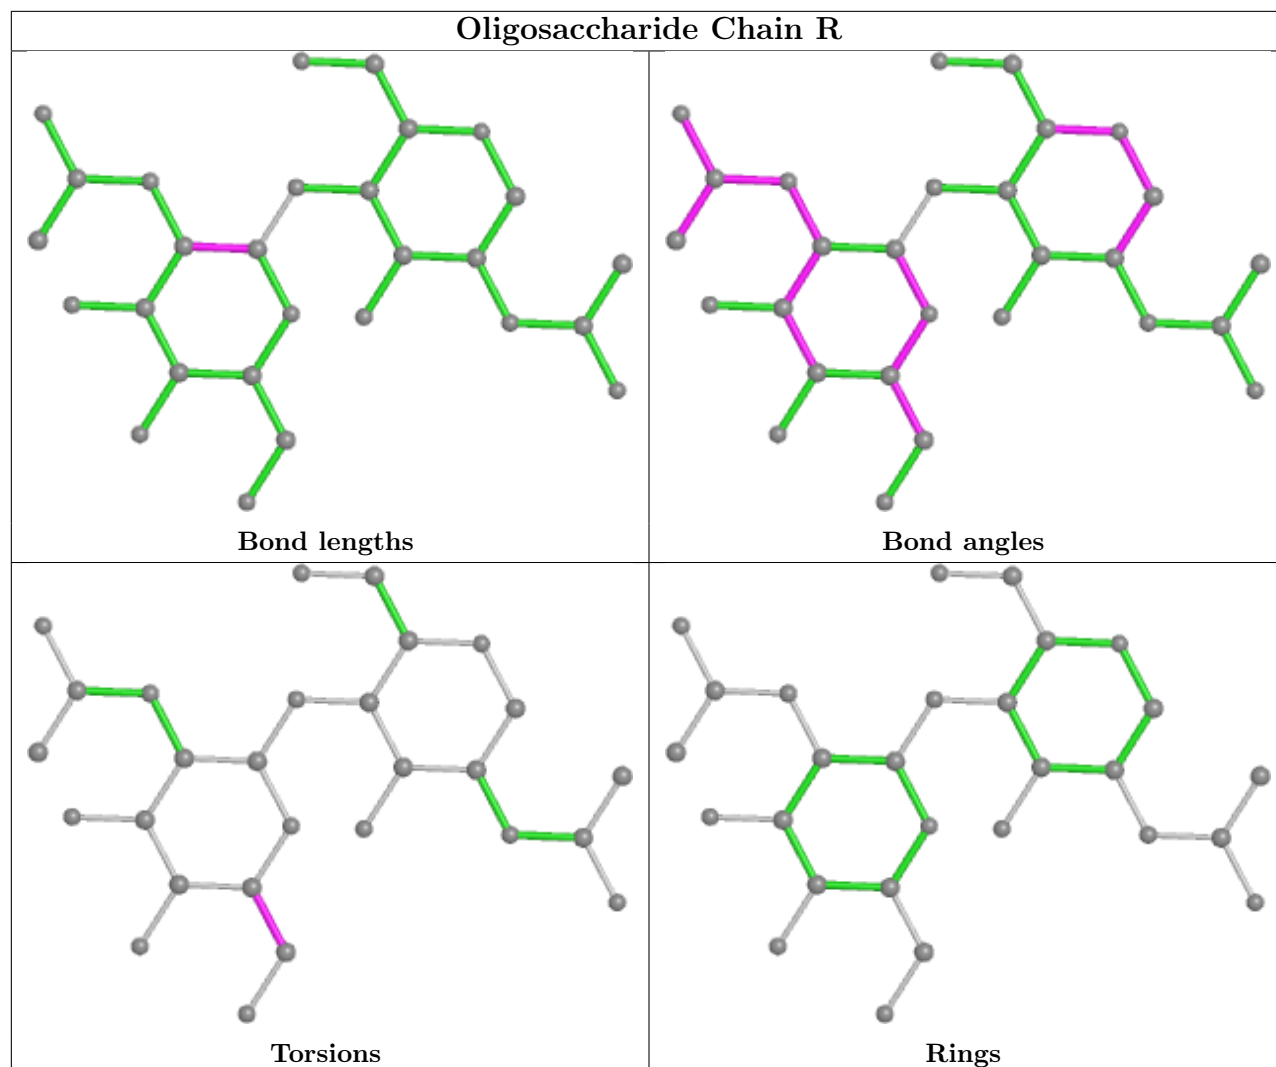 Oligosaccharide Chain R
Bond lengths
Bond angles
Torsions
Rings